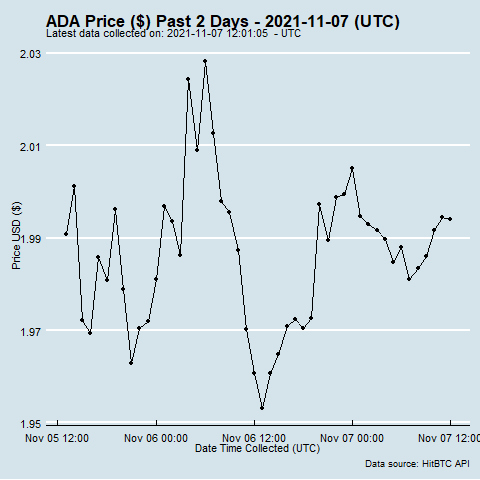 ADA Price ($) Past 2 Days - 2021-11-07 (UTC)
Latest data collected on: 2021-11-07 12:01:05 - UTC
2.03
2.01
1.99
1.97
1.95
Price USD ($)
Nov 05 12:00 Nov 06 00:00 Nov 06 12:00 Nov 07 00:00 Nov 07 12:00
Date Time Collected (UTC)
Data source: HitBTC API